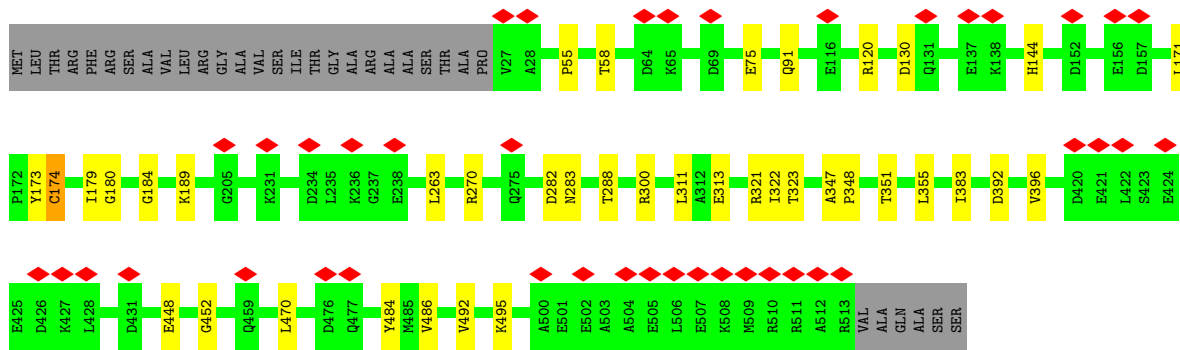 MET LEU THR ARG PHE ARG SER ALA VAL LEU ARG GLY ALA VAL SER ILE THR GLY ALA ARG ALA ALA SER THR ALA PRO V27 A28 P55 T58 D64 K65 D69 E75 Q91 E116 R120 D130 Q131 E137 K138 H144 D152 E156 D157 L171
P172 Y173 C174 I179 G180 G184 K189 G205 K231 D234 L235 K236 G237 E238 L263 R270 Q275 D282 N283 T288 R300 L311 A312 E313 R321 I322 T323 A347 P348 T351 L355 I383 D392 V396 D420 E421 L422 S423 E424
E425 D426 K427 L428 D431 E448 G452 Q459 L470 D476 Q477 Y484 M485 V486 V492 K495 A500 E501 E502 A503 A504 E505 L506 E507 K508 M509 R510 R511 A512 R513 VAL ALA GLN ALA SER SER